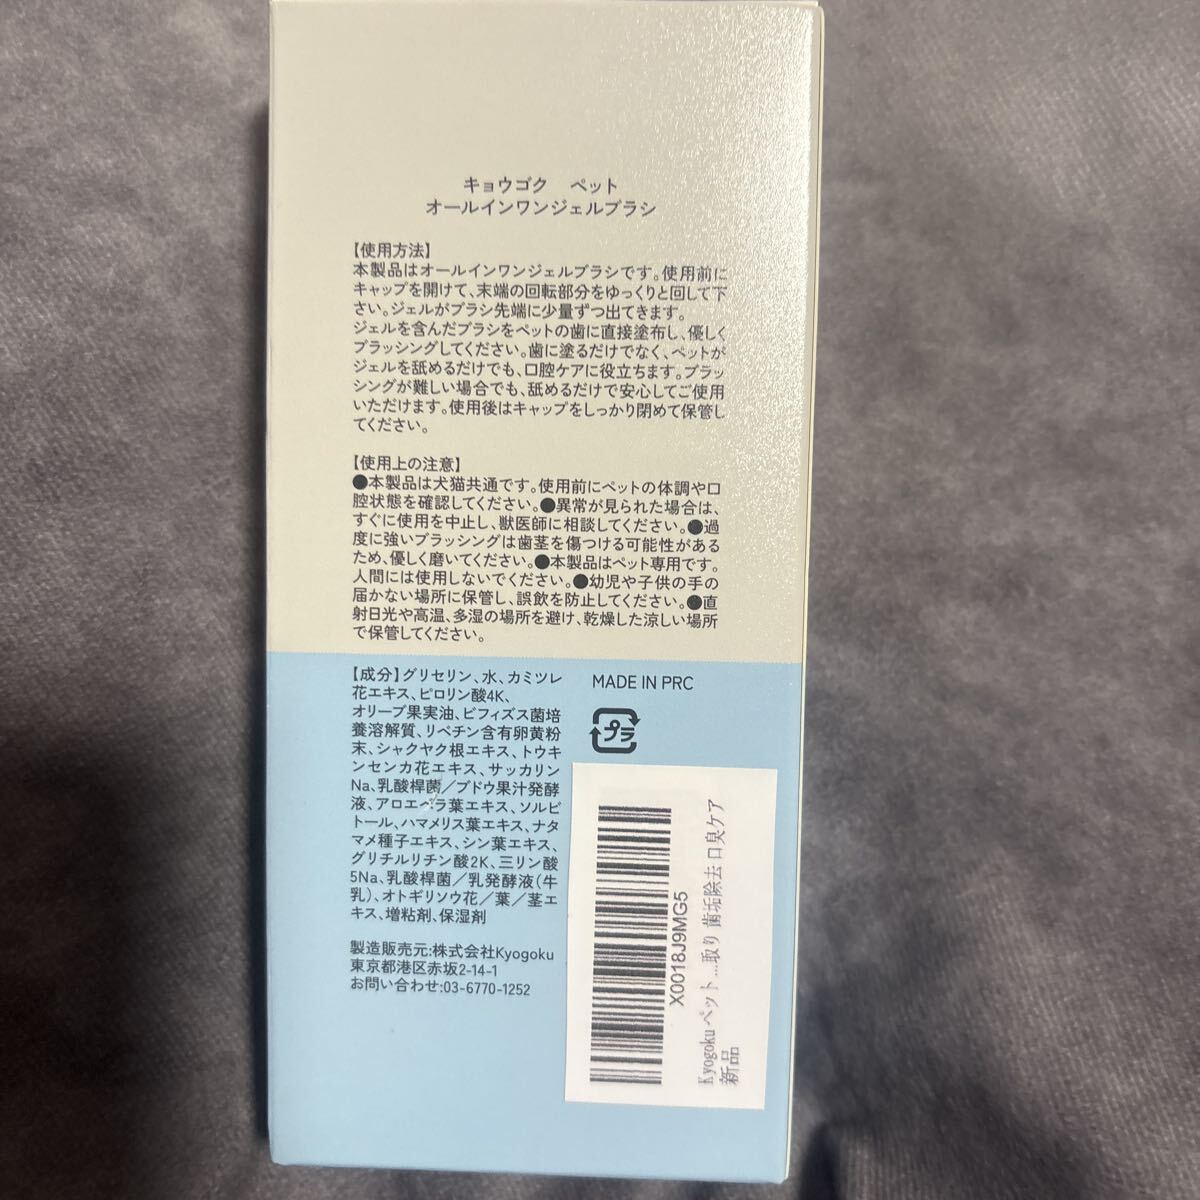 キョウゴク　ペット
オールインワンジェルブラシ
【使用方法】
本製品はオールインワンジェルブラシです。使用前に
キャップを開けて、末端の回転部分をゆっくりと回して下
さい。ジェルがブラシ先端に少量ずつ出てきます。
ジェルを含んだブラシをペットの歯に直接塗布し、優しく
ブラッシングしてください。歯に塗るだけでなく、ペットが
ジェルを舐めるだけでも、口腔ケアに役立ちます。ブラッ
シングが難しい場合でも、舐めるだけで安心してご使用
いただけます。使用後はキャップをしっかり閉めて保管し
てください。
【使用上の注意】
●本製品は犬猫共通です。使用前にペットの体調や口
腔状態を確認してください。●異常が見られた場合は、
すぐに使用を中止し、獣医師に相談してください。●過
度に強いブラッシングは歯茎を傷つける可能性がある
ため、優しく磨いてください。●本製品はペット専用です。
人間には使用しないでください。●幼児や子供の手の
届かない場所に保管し、誤飲を防止してください。●直
射日光や高温、多湿の場所を避け、乾燥した涼しい場所
で保管してください。
【成分】グリセリン、水、カミツレ
花エキス、ピロリン酸4K、
オリーブ果実油、ビフィズス菌培
養溶解質、リベチン含有卵黄粉
末、シャクヤク根エキス、トウキ
ンセンカ花エキス、サッカリン
Na、乳酸桿菌／ブドウ果汁発酵
液、アロエベラ葉エキス、ソルビ
トール、ハマメリス葉エキス、ナタ
マメ種子エキス、シン葉エキス、
グリチルリチン酸2K、三リン酸
5Na、乳酸桿菌／乳発酵液（牛
乳）、オトギリソウ花／葉／茎エ
キス、増粘剤、保湿剤
製造販売元:株式会社Kyogoku
東京都港区赤坂2-14-1
お問い合わせ:03-6770-1252
MADE IN PRC
プラ
X0018J9MG5
Kyogoku ペット ...取り 歯垢除去 口臭ケア
新品